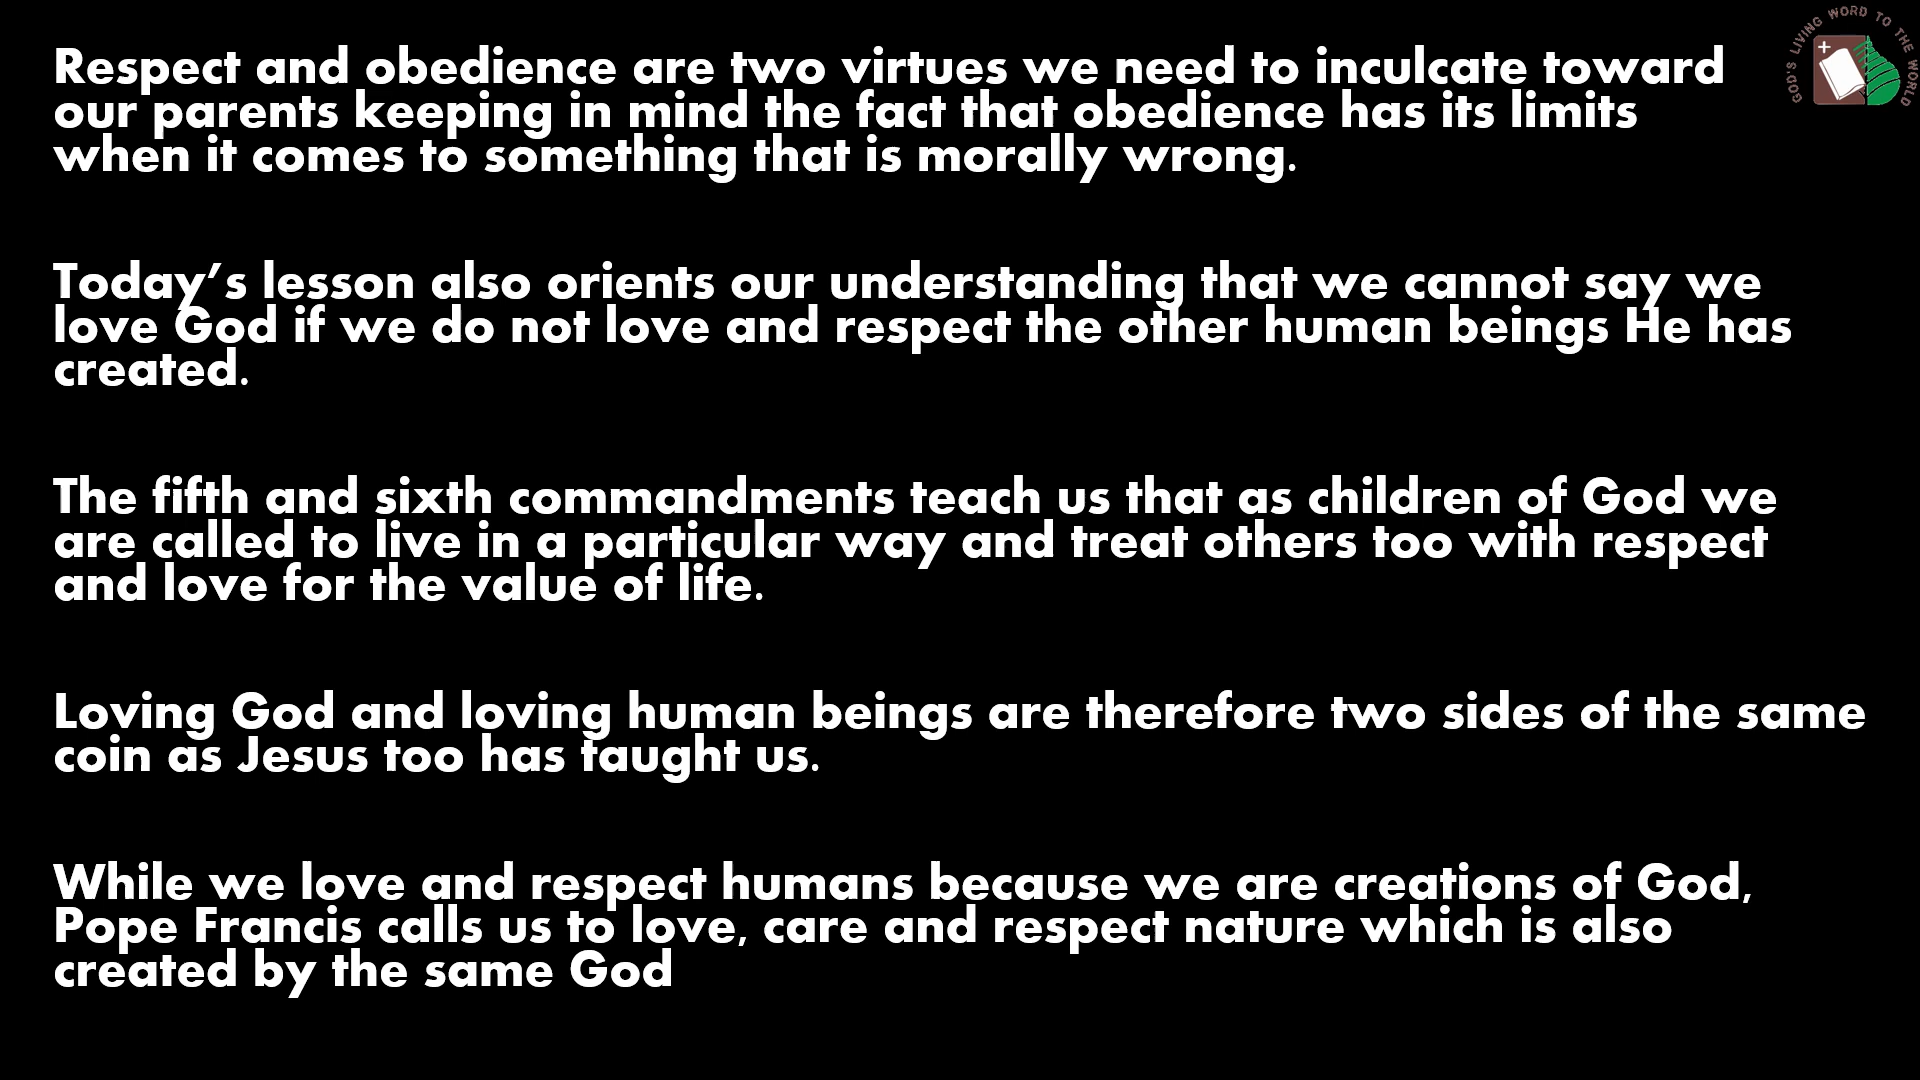 Respect and obedience are two virtues we need to inculcate toward
our parents keeping in mind the fact that obedience has its limits
when it comes to something that is morally wrong.
Today’s lesson also orients our understanding that we cannot say we
love God if we do not love and respect the other human beings He has
created.
The fifth and sixth commandments teach us that as children of God we
are called to live in a particular way and treat others too with respect
and love for the value of life.
Loving God and loving human beings are therefore two sides of the same
coin as Jesus too has taught us.
While we love and respect humans because we are creations of God,
Pope Francis calls us to love, care and respect nature which is also
created by the same God
GOD'S LIVING WORD TO THE WORLD